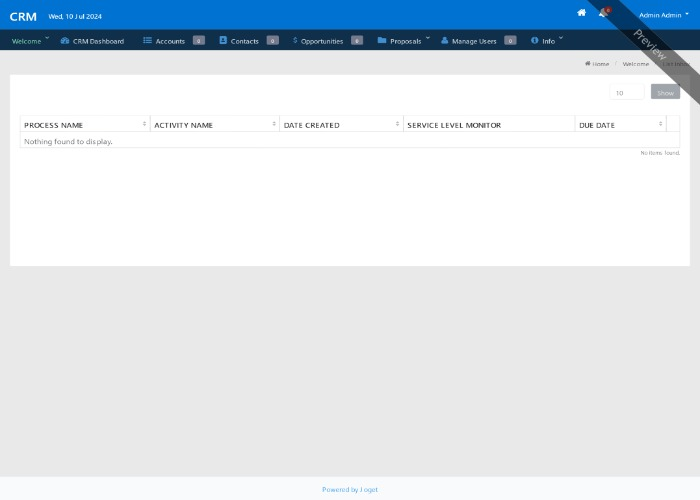 CRM Wed, 10 Jul 2024 Admin Admin
Preview
Welcome CRM Dashboard Accounts 0 Contacts 0 Opportunities 0 Proposals Manage Users 0 Info
Home / Welcome
10 Show
PROCESS NAME ACTIVITY NAME DATE CREATED SERVICE LEVEL MONITOR DUE DATE
Nothing found to display.
No items found.
Powered by Joget